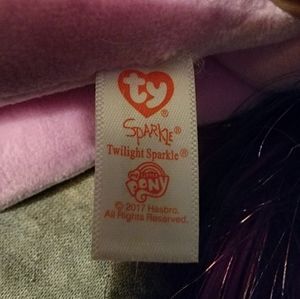 ty
SPARKLE®
Twilight Sparkle®
my little
PONY
© 2017 Hasbro.
All Rights Reserved.